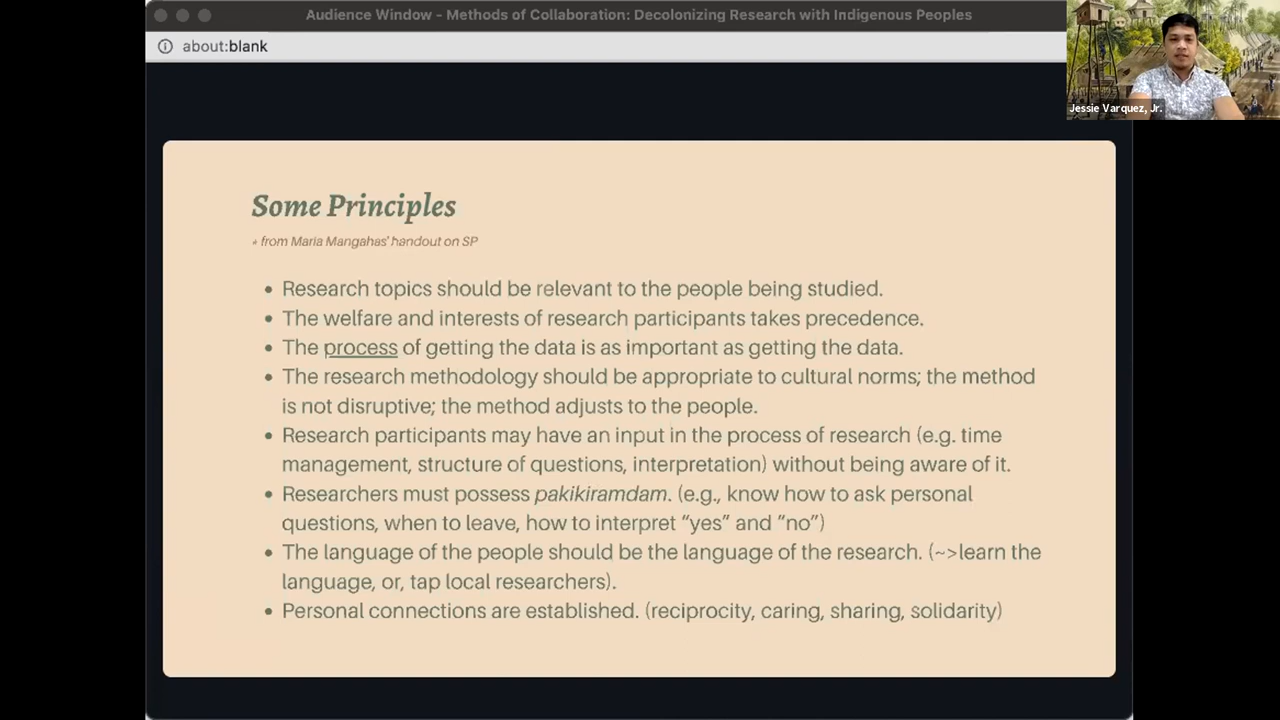 Audience Window - Methods of Collaboration: Decolonizing Research with Indigenous Peoples
about:blank
Jessie Varquez, Jr.
Some Principles
* from Maria Mangahas' handout on SP
• Research topics should be relevant to the people being studied.
• The welfare and interests of research participants takes precedence.
• The process of getting the data is as important as getting the data.
• The research methodology should be appropriate to cultural norms; the method
is not disruptive; the method adjusts to the people.
• Research participants may have an input in the process of research (e.g. time
management, structure of questions, interpretation) without being aware of it.
• Researchers must possess pakikiramdam. (e.g., know how to ask personal
questions, when to leave, how to interpret “yes” and “no”)
• The language of the people should be the language of the research. (~>learn the
language, or, tap local researchers).
• Personal connections are established. (reciprocity, caring, sharing, solidarity)